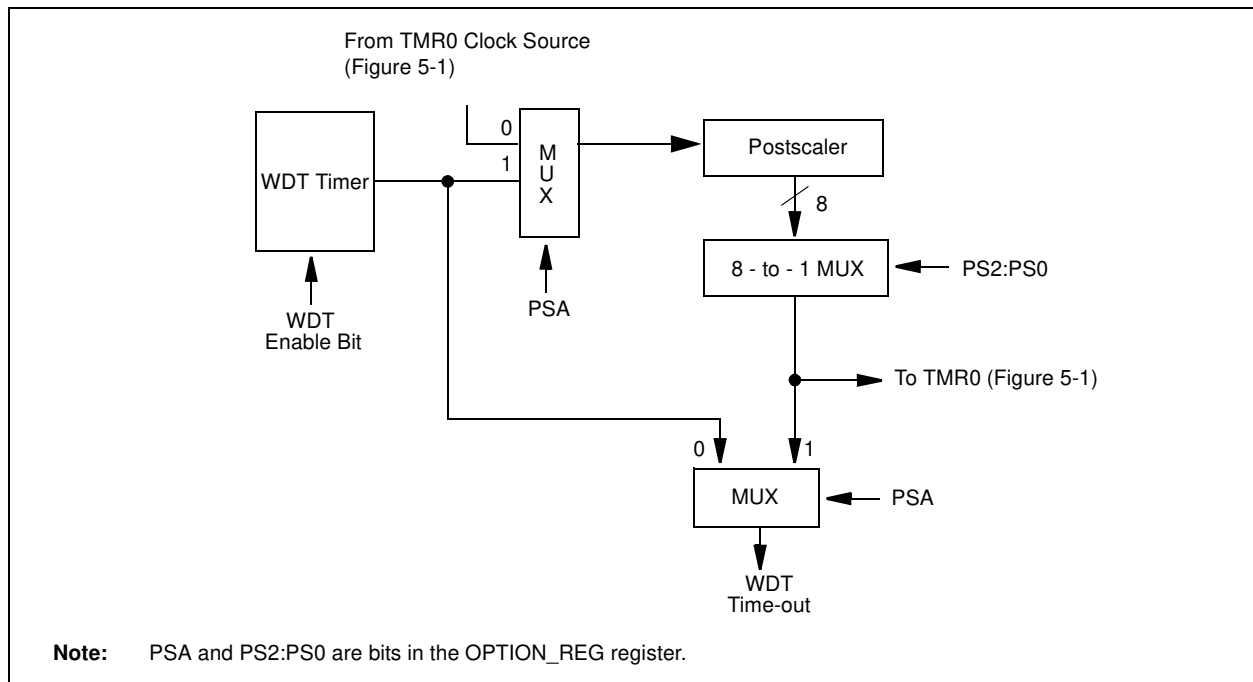 From TMR0 Clock Source
(Figure 5-1)
0
1
M
U
X
Postscaler
WDT Timer
8
8 - to - 1 MUX
PS2:PS0
PSA
WDT
Enable Bit
To TMR0 (Figure 5-1)
0
1
MUX
PSA
WDT
Time-out
Note: PSA and PS2:PS0 are bits in the OPTION_REG register.